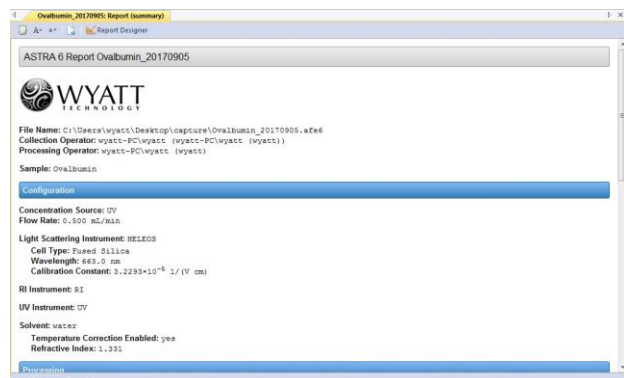 Ovalbumin_20170905: Report (summary)
A+ A- Report Designer
ASTRA 6 Report Ovalbumin_20170905
WYATT
TECHNOLOGY
File Name: C:\Users\wyatt\Desktop\capture\Ovalbumin_20170905.afe6
Collection Operator: wyatt-PC\wyatt (wyatt-PC\wyatt (wyatt))
Processing Operator: wyatt-PC\wyatt (wyatt)
Sample: Ovalbumin
Configuration
Concentration Source: UV
Flow Rate: 0.500 mL/min
Light Scattering Instrument: HELEOS
Cell Type: Fused Silica
Wavelength: 663.0 nm
Calibration Constant: 3.2293×10⁻⁵ 1/(V cm)
RI Instrument: RI
UV Instrument: UV
Solvent: water
Temperature Correction Enabled: yes
Refractive Index: 1.331
Processing